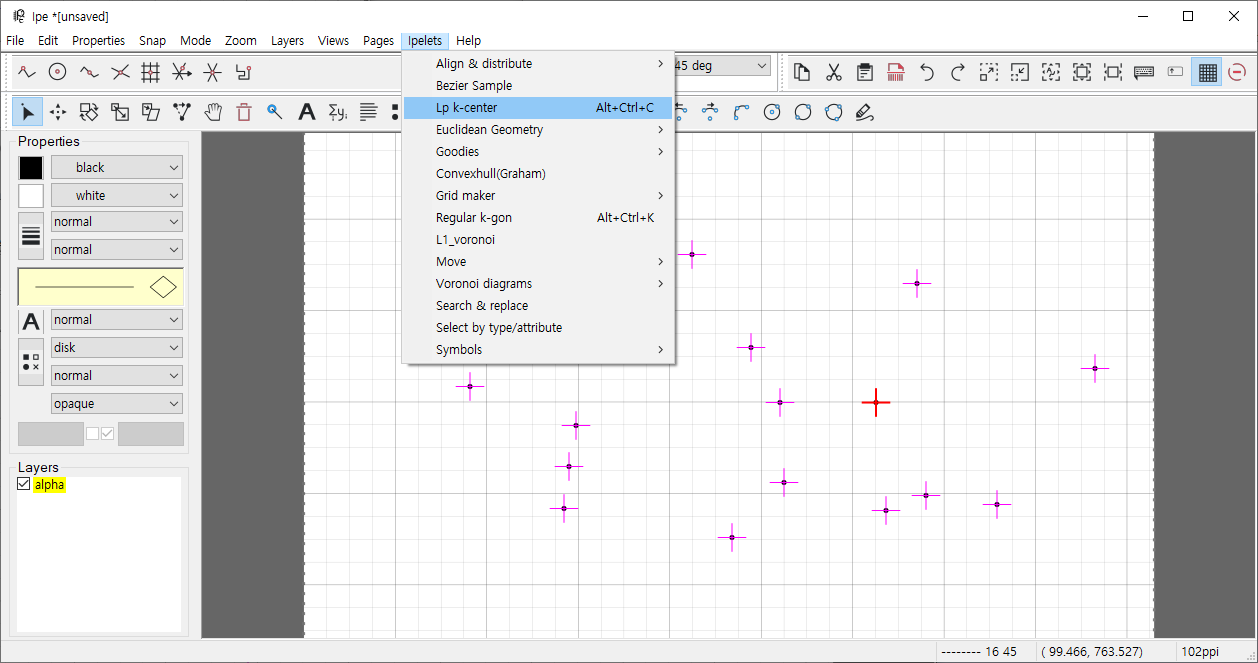 Ipe *[unsaved]
File Edit Properties Snap Mode Zoom Layers Views Pages Ipelets Help
45 deg
Align & distribute
Bezier Sample
Lp k-center Alt+Ctrl+C
Euclidean Geometry
Goodies
Convexhull(Graham)
Grid maker
Regular k-gon Alt+Ctrl+K
L1_voronoi
Move
Voronoi diagrams
Search & replace
Select by type/attribute
Symbols
Properties
black
white
normal
normal
A normal
disk
normal
opaque
Layers
alpha
-------- 16 45 ( 99.466, 763.527) 102ppi